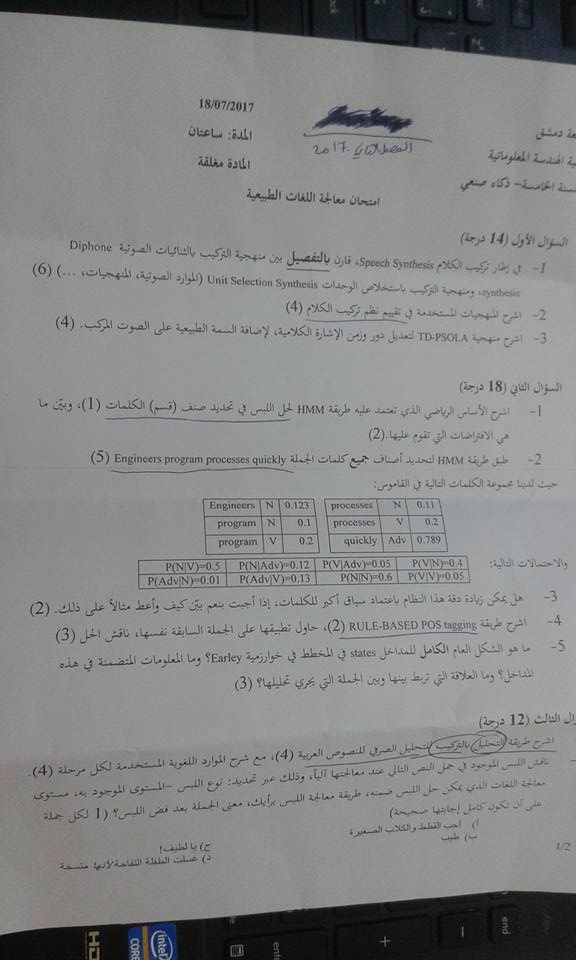 18/07/2017
ة دمشق
الفصل الثاني 2017
المدة: ساعتان
ية الهندسة المعلوماتية
المادة مغلقة
سنة الخامسة- ذكاء صنعي
امتحان معالجة اللغات الطبيعية
السؤال الأول (14 درجة)
1- في إطار تركيب الكلام Speech Synthesis، قارن بالتفصيل بين منهجية التركيب بالثنائيات الصوتية Diphone
synthesis، ومنهجية التركيب باستخلاص الوحدات Unit Selection Synthesis (الموارد الصوتية، المنهجيات، ...) (6)
2- اشرح المنهجيات المستخدمة في تقييم نظم تركيب الكلام (4)
3- اشرح منهجية TD-PSOLA لتعديل دور وزمن الإشارة الكلامية، لإضافة السمة الطبيعية على الصوت المركب. (4)
السؤال الثاني (18 درجة)
1- اشرح الأساس الرياضي الذي تعتمد عليه طريقة HMM لحل اللبس في تحديد صنف (قسم) الكلمات (1)، وبيّن ما
هي الافتراضات التي تقوم عليها.(2)
2- طبق طريقة HMM لتحديد أصناف جميع كلمات الجملة Engineers program processes quickly (5)
حيث لدينا مجموعة الكلمات التالية في القاموس:
Engineers N 0.123 processes N 0.11
program N 0.1 processes V 0.2
program V 0.2 quickly Adv 0.789
والاحتمالات التالية: P(N|V)=0.5 P(N|Adv)=0.12 P(V|Adv)=0.05 P(V|N)=0.4
P(Adv|N)=0.01 P(Adv|V)=0.13 P(N|N)=0.6 P(V|V)=0.05
3- هل يمكن زيادة دقة هذا النظام باعتماد سياق أكبر للكلمات، إذا أجبت بنعم بيّن كيف وأعط مثالاً على ذلك. (2)
4- اشرح طريقة RULE-BASED POS tagging (2)، حاول تطبيقها على الجملة السابقة نفسها، ناقش الحل (3)
5- ما هو الشكل العام الكامل للمداخل states في المخطط في خوارزمية Earley؟ وما المعلومات المتضمنة في هذه
المداخل؟ وما العلاقة التي تربط بينها وبين الجملة التي يجري تحليلها؟ (3)
ال الثالث (12 درجة)
اشرح طريقة التحليل بالتركيب للتحليل الصرفي للنصوص العربية (4)، مع شرح الموارد اللغوية المستخدمة لكل مرحلة (4).
ناقش اللبس الموجود في جمل النص التالي عند معالجتها آلياً، وذلك عبر تحديد: نوع اللبس -المستوى الموجود به، مستوى
معالجة اللغات الذي يمكن حل اللبس ضمنه، طريقة معالجة اللبس برأيك، معنى الجملة بعد فض اللبس؟ (1 لكل جملة
على أن تكون كامل إجابتها صحيحة)
أ) أحب القطط والكلاب الصغيرة
ب) طبيب
ج) يا لطيف!
د) غسلت الطفلة التفاحة لأنها متسخة
1/2
intel
CORE
enter
end
+
-